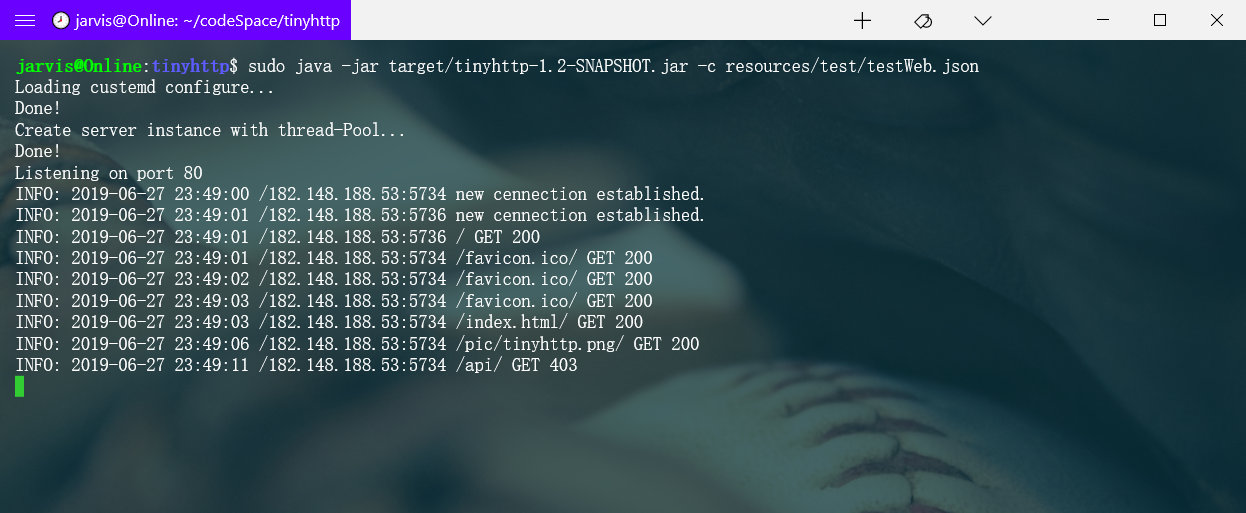 jarvis@Online: ~/codeSpace/tinyhttp
jarvis@Online:tinyhttp$ sudo java -jar target/tinyhttp-1.2-SNAPSHOT.jar -c resources/test/testWeb.json
Loading custemd configure...
Done!
Create server instance with thread-Pool...
Done!
Listening on port 80
INFO: 2019-06-27 23:49:00 /182.148.188.53:5734 new cennection established.
INFO: 2019-06-27 23:49:01 /182.148.188.53:5736 new cennection established.
INFO: 2019-06-27 23:49:01 /182.148.188.53:5736 / GET 200
INFO: 2019-06-27 23:49:01 /182.148.188.53:5734 /favicon.ico/ GET 200
INFO: 2019-06-27 23:49:02 /182.148.188.53:5734 /favicon.ico/ GET 200
INFO: 2019-06-27 23:49:03 /182.148.188.53:5734 /favicon.ico/ GET 200
INFO: 2019-06-27 23:49:03 /182.148.188.53:5734 /index.html/ GET 200
INFO: 2019-06-27 23:49:06 /182.148.188.53:5734 /pic/tinyhttp.png/ GET 200
INFO: 2019-06-27 23:49:11 /182.148.188.53:5734 /api/ GET 403